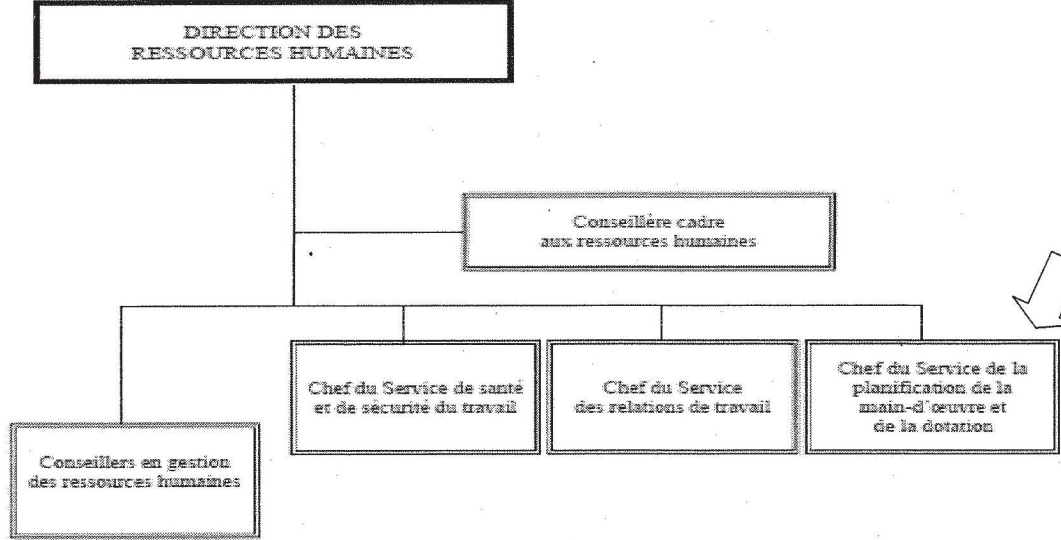 DIRECTION DES
RESSOURCES HUMAINES
Conseillère cadre
aux ressources humaines
Chef du Service de santé
et de sécurité du travail
Chef du Service
des relations de travail
Chef du Service de la
planification de la
main-d'œuvre et
de la dotation
Conseillers en gestion
des ressources humaines